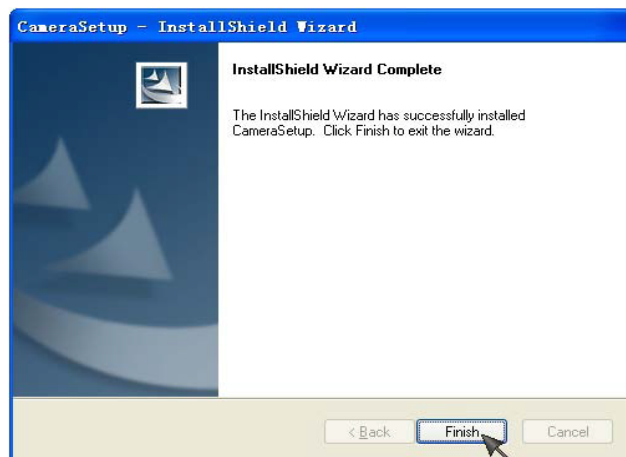 CameraSetup - InstallShield Wizard
InstallShield Wizard Complete
The InstallShield Wizard has successfully installed
CameraSetup. Click Finish to exit the wizard.
< Back
Finish
Cancel